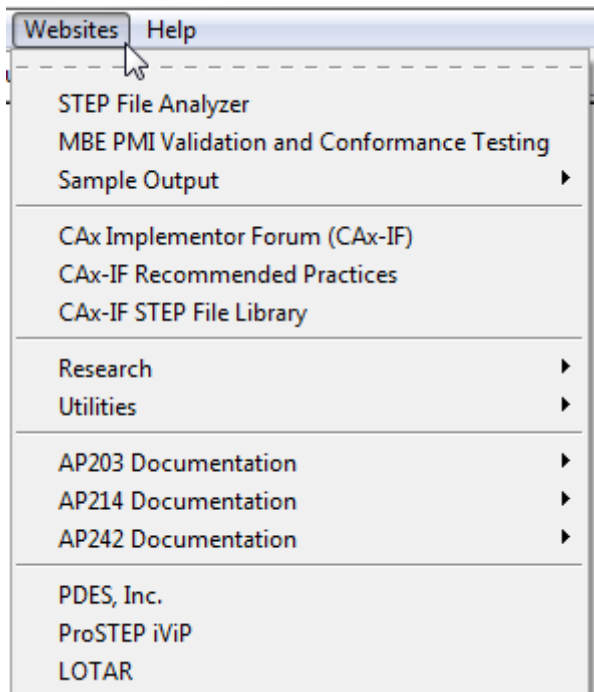 Websites Help
STEP File Analyzer
MBE PMI Validation and Conformance Testing
Sample Output
CAx Implementor Forum (CAx-IF)
CAx-IF Recommended Practices
CAx-IF STEP File Library
Research
Utilities
AP203 Documentation
AP214 Documentation
AP242 Documentation
PDES, Inc.
ProSTEP iViP
LOTAR